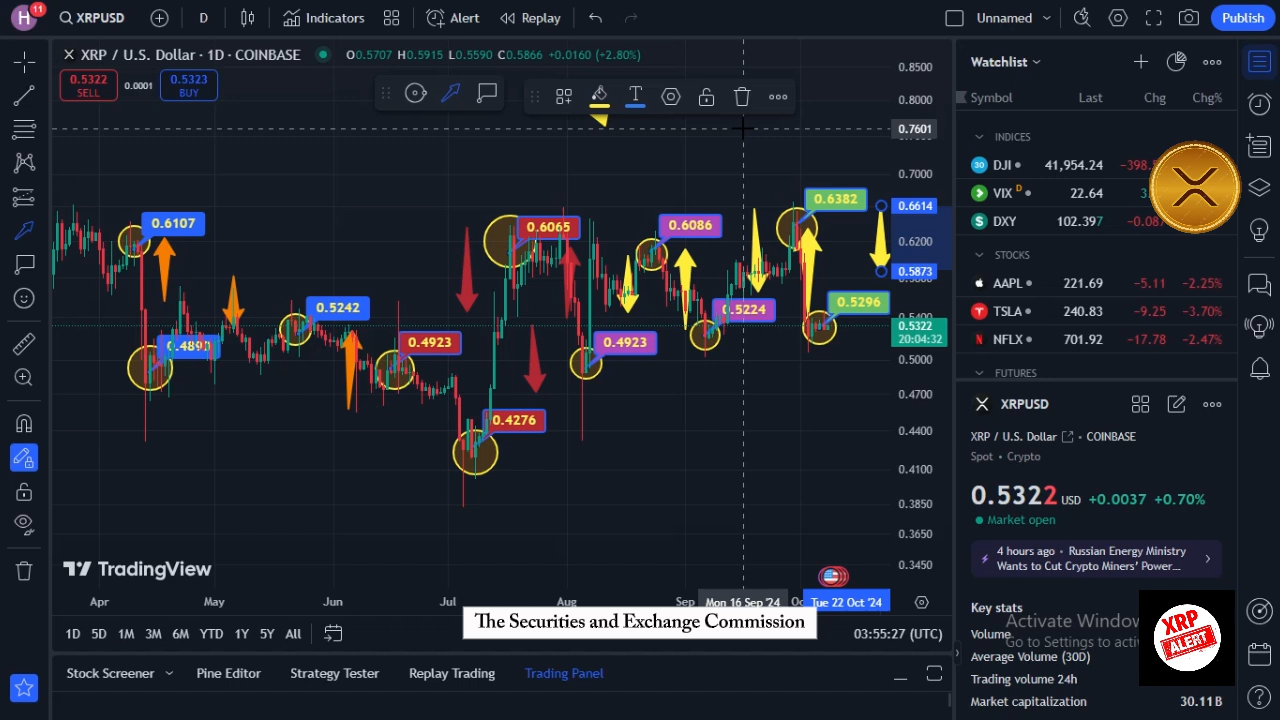 H
11
XRPUSD
D
Indicators
Alert
Replay
Unnamed
Publish
XRP / U.S. Dollar · 1D · COINBASE
O0.5707 H0.5915 L0.5590 C0.5866 +0.0160 (+2.80%)
0.5322
SELL
0.0001
0.5323
BUY
0.8500
0.8000
0.7601
0.7000
0.6614
0.6200
0.5873
0.5400
0.5322
20:04:32
0.5000
0.4700
0.4400
0.4100
0.3850
0.3650
0.3450
0.6107
0.4893
0.5242
0.4923
0.4276
0.6065
0.4923
0.6086
0.5224
0.6382
0.5296
TradingView
Apr
May
Jun
Jul
Aug
Sep
Mon 16 Sep '24
Tue 22 Oct '24
The Securities and Exchange Commission
1D 5D 1M 3M 6M YTD 1Y 5Y All
03:55:27 (UTC)
Stock Screener
Pine Editor
Strategy Tester
Replay Trading
Trading Panel
Watchlist
Symbol Last Chg Chg%
INDICES
30 DJI 41,954.24
VIX D 22.64
$ DXY 102.397
STOCKS
AAPL 221.69 −5.11 −2.25%
TSLA 240.83 −9.25 −3.70%
NFLX 701.92 −17.78 −2.47%
FUTURES
XRPUSD
XRP / U.S. Dollar · COINBASE
Spot · Crypto
0.5322 USD +0.0037 +0.70%
Market open
4 hours ago · Russian Energy Ministry
Wants to Cut Crypto Miners' Power...
Key stats
Volume
Average Volume (30D)
Trading volume 24h
Market capitalization 30.11B
XRP
ALERT